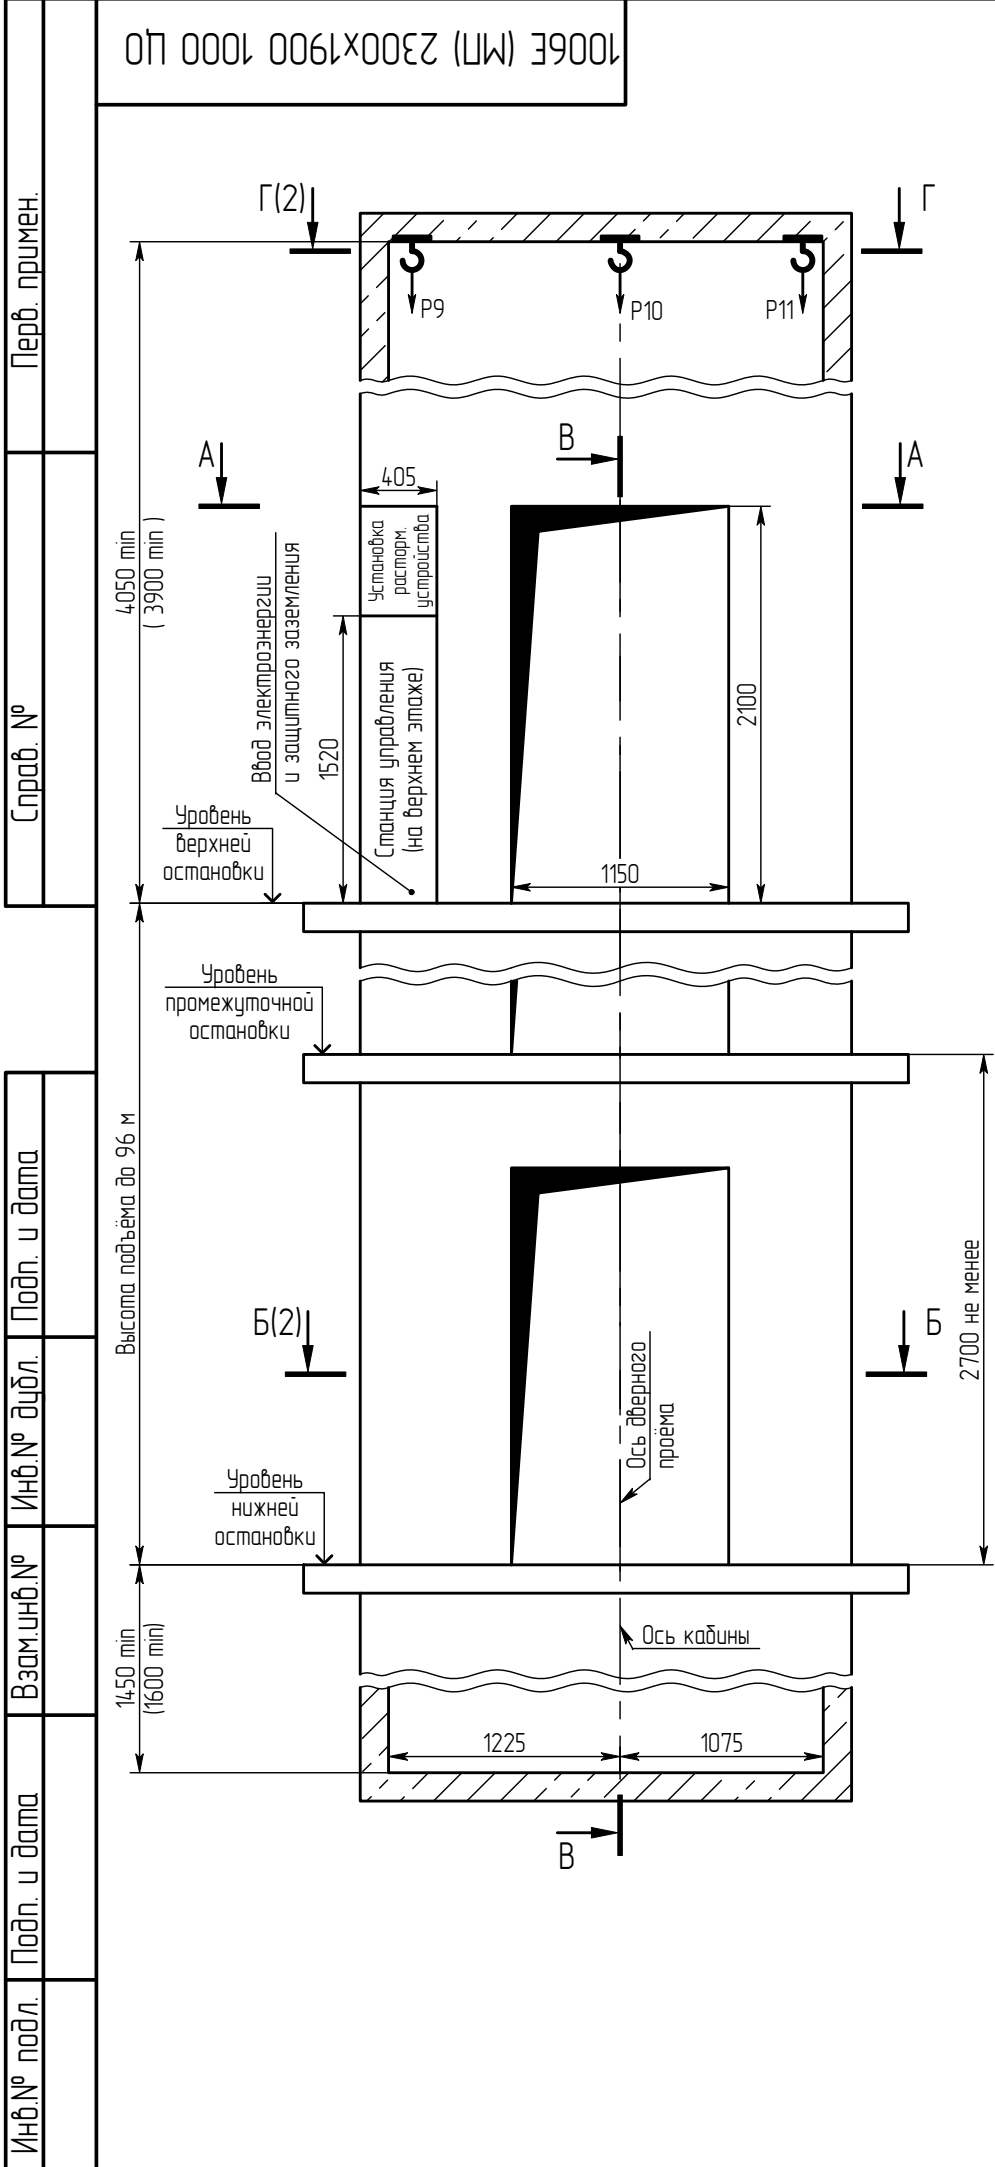 1006Е (МП) 2300х1900 1000 ЦО
Перв. примен.
Справ. №
Подп. и дата
Инв.№ дубл.
Взам.инв.№
Подп. и дата
Инв.№ подл.
Г(2)
Г
Р9
Р10
Р11
А
В
А
405
Установка
расторм.
устройства
4050 min
( 3900 min )
Ввод электроэнергии
и защитного заземления
1520
Станция управления
(на верхнем этаже)
2100
1150
Уровень
верхней
остановки
Уровень
промежуточной
остановки
Высота подъёма до 96 м
Б(2)
Б
2700 не менее
Ось дверного
проёма
Уровень
нижней
остановки
1450 min
(1600 min)
Ось кабины
1225
1075
В